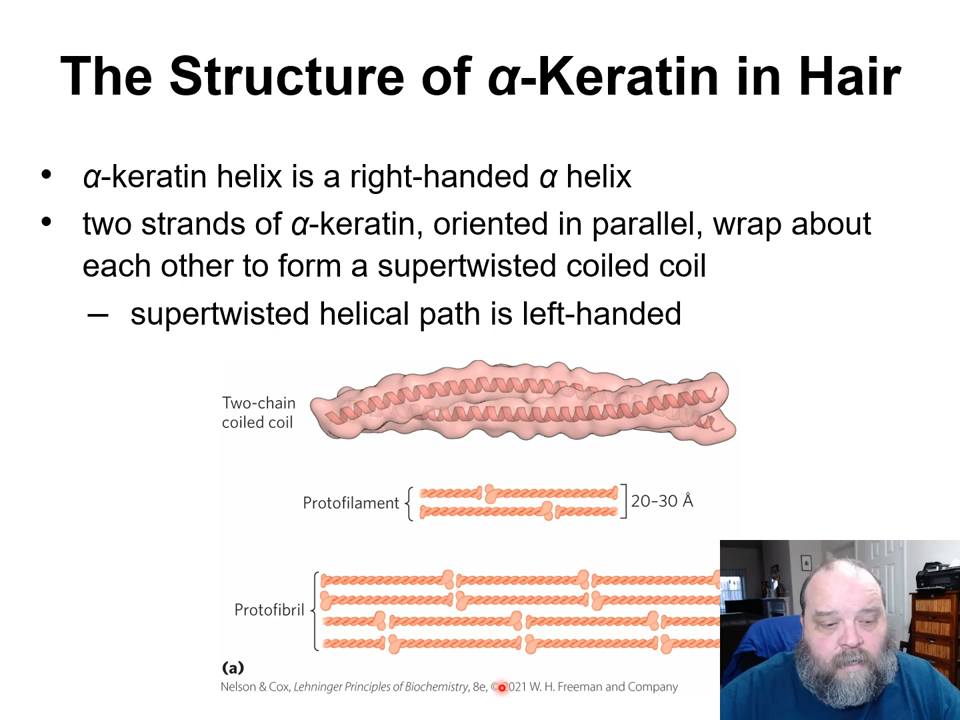 The Structure of α-Keratin in Hair
• α-keratin helix is a right-handed α helix
• two strands of α-keratin, oriented in parallel, wrap about
each other to form a supertwisted coiled coil
– supertwisted helical path is left-handed
Two-chain
coiled coil
Protofilament
20–30 Å
Protofibril
(a)
Nelson & Cox, Lehninger Principles of Biochemistry, 8e, ©2021 W. H. Freeman and Company